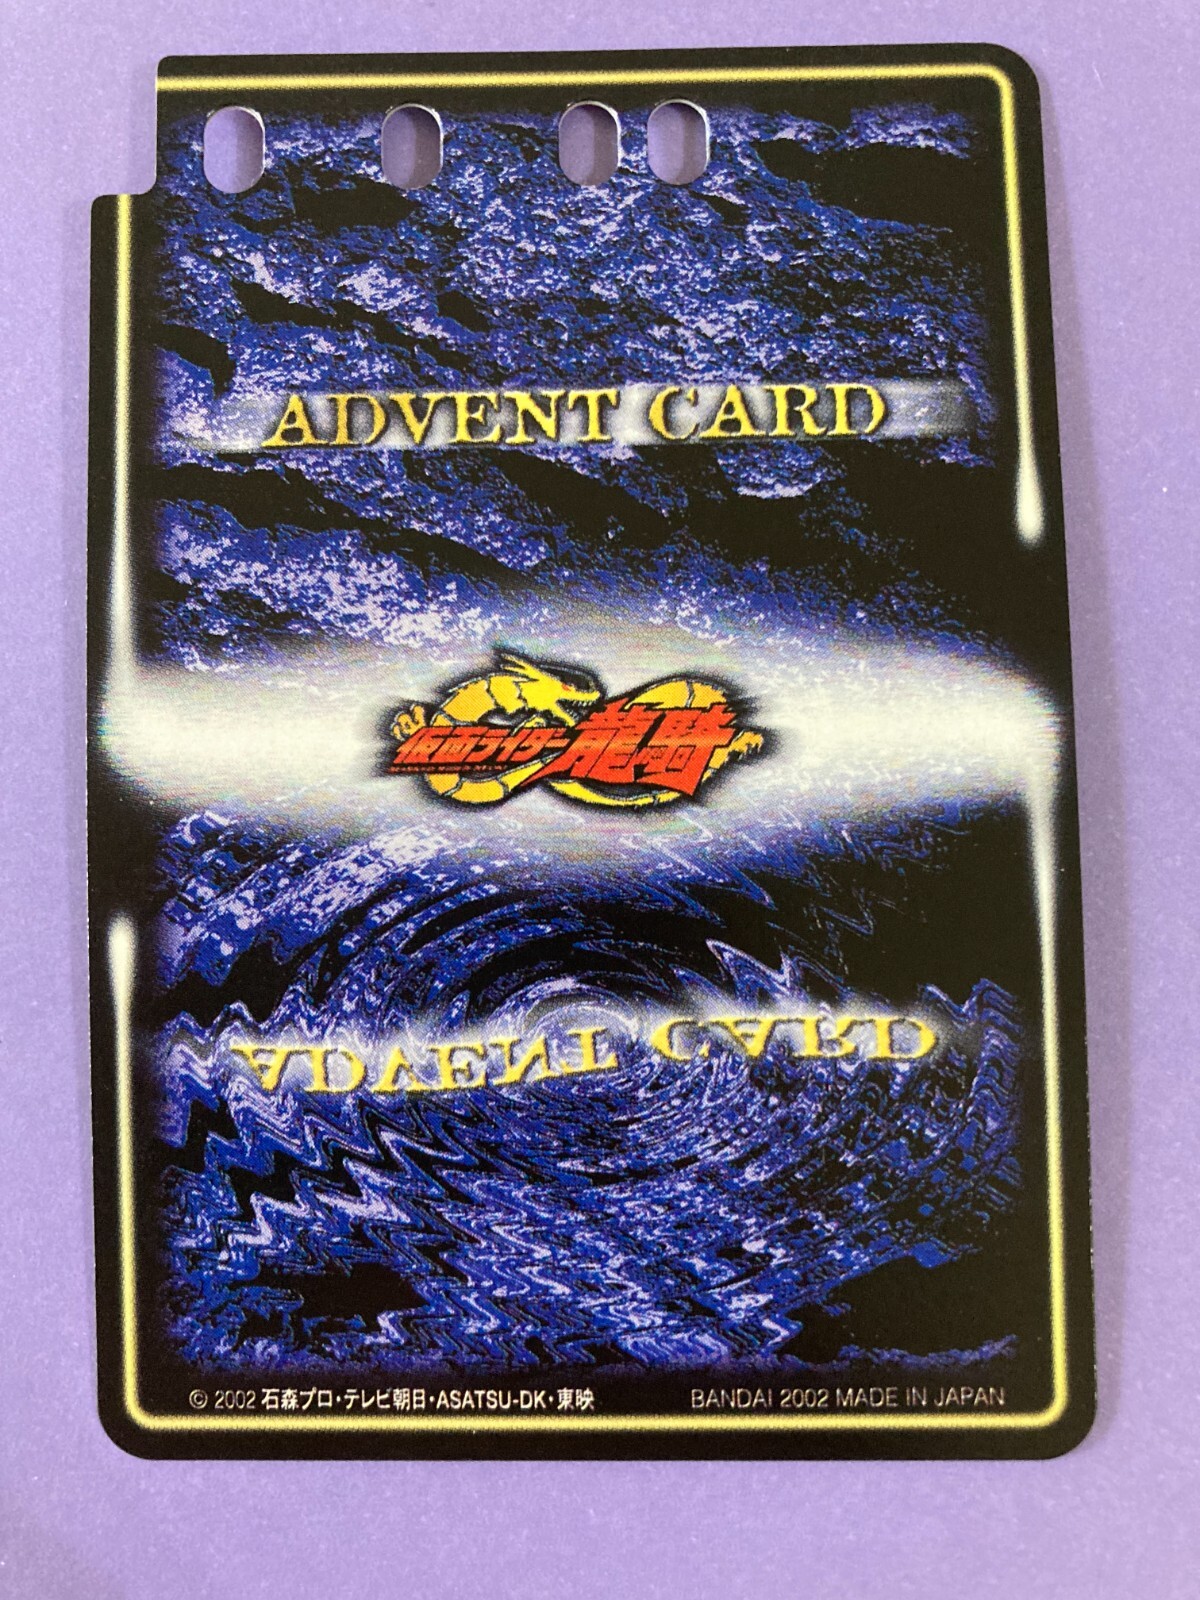 ADVENT CARD
仮面ライダー龍騎
ADVENT CARD
© 2002 石森プロ・テレビ朝日・ASATSU-DK・東映
BANDAI 2002 MADE IN JAPAN